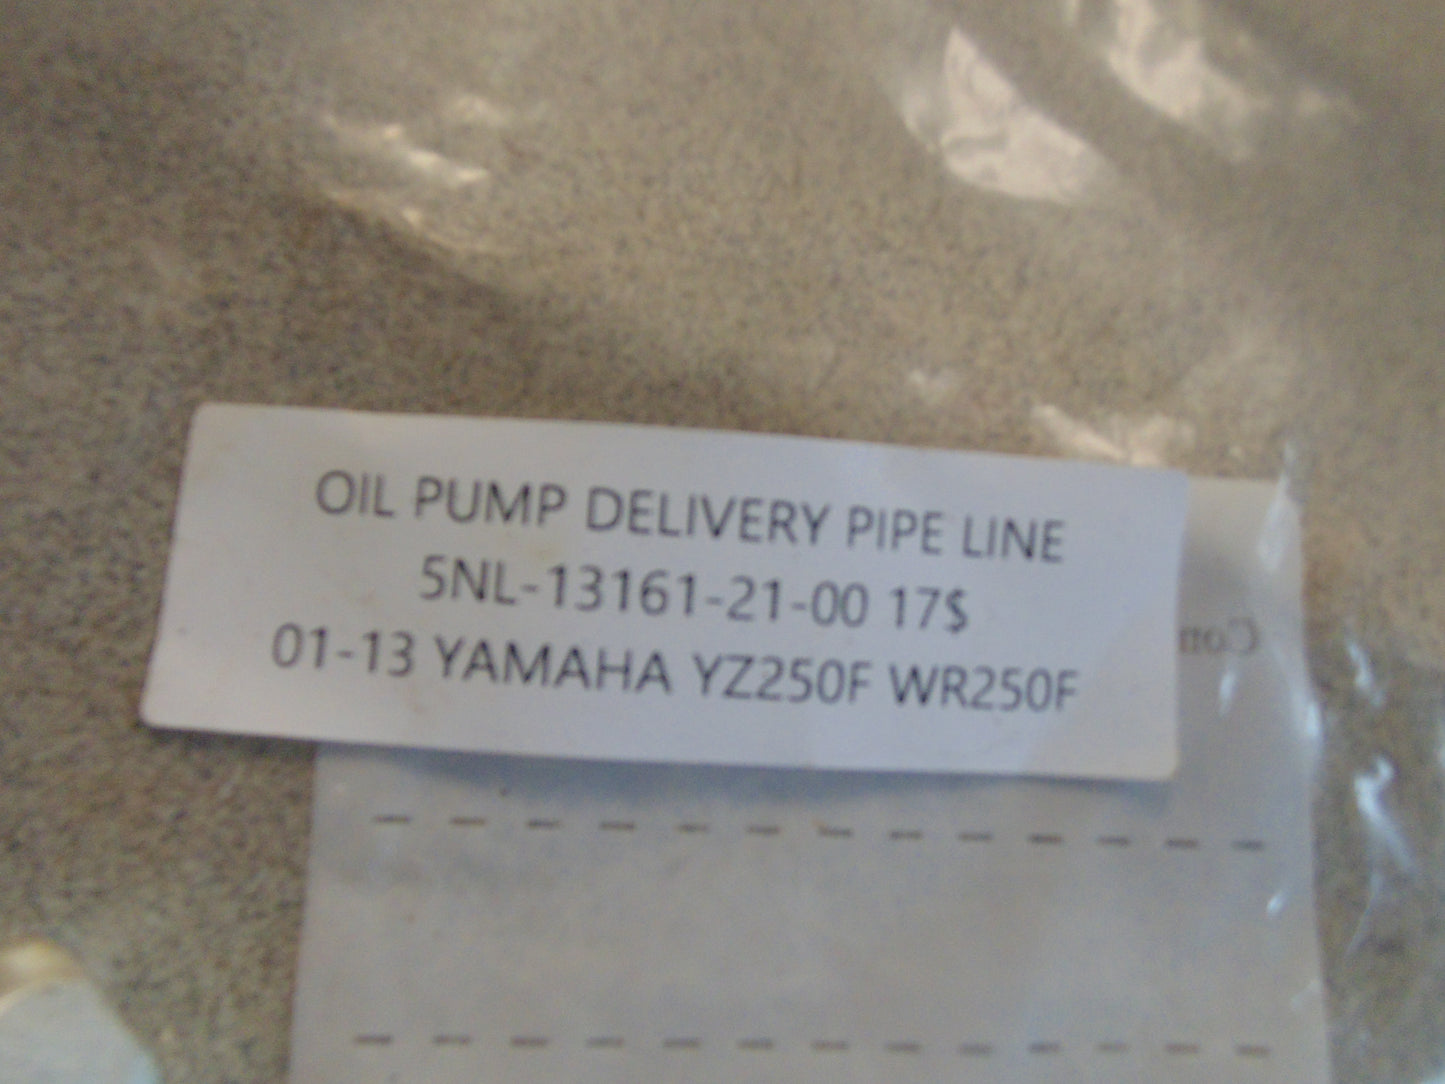 OIL PUMP DELIVERY PIPE LINE
5NL-13161-21-00 17$
01-13 YAMAHA YZ250F WR250F